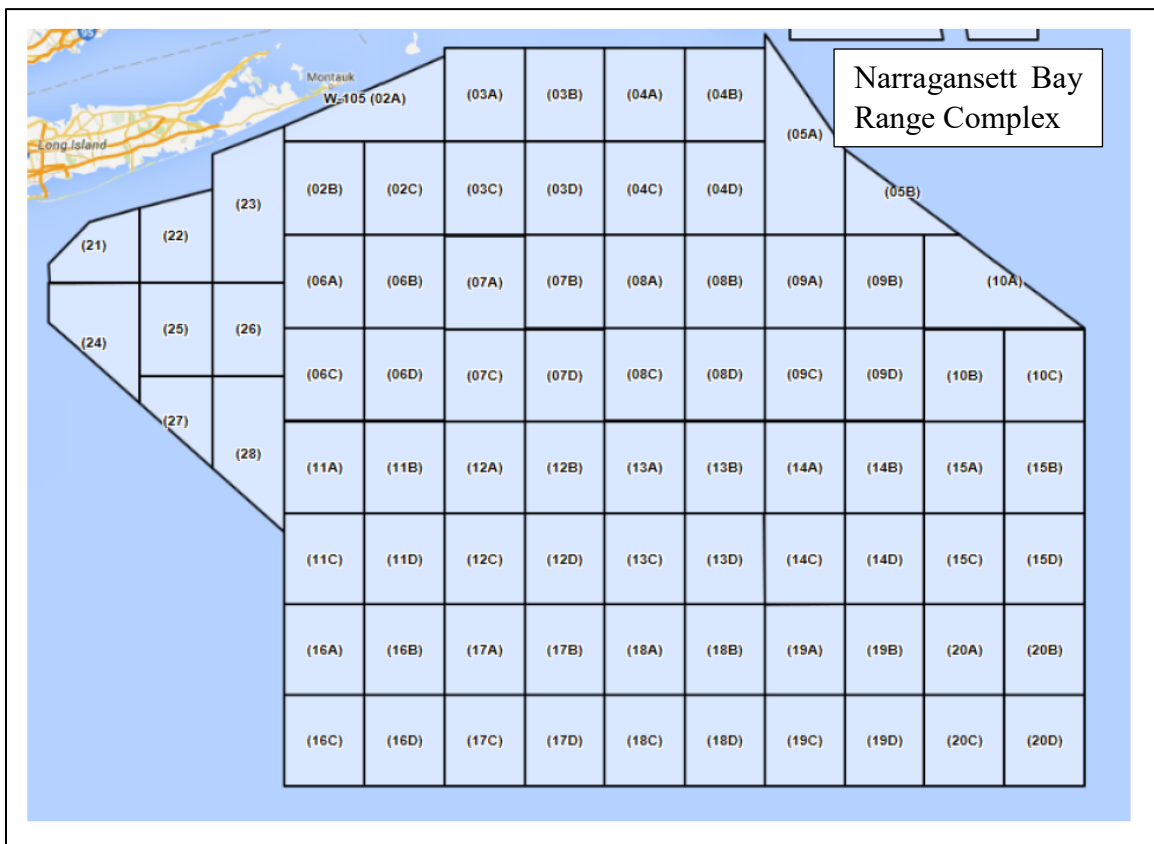 95
Narragansett Bay
Range Complex
Montauk
W-105 (02A)
(03A) (03B) (04A) (04B)
(05A)
Long Island
(02B) (02C) (03C) (03D) (04C) (04D)
(05B)
(23)
(22)
(21)
(06A) (06B) (07A) (07B) (08A) (08B) (09A) (09B) (10A)
(24) (25) (26)
(06C) (06D) (07C) (07D) (08C) (08D) (09C) (09D) (10B) (10C)
(27)
(28)
(11A) (11B) (12A) (12B) (13A) (13B) (14A) (14B) (15A) (15B)
(11C) (11D) (12C) (12D) (13C) (13D) (14C) (14D) (15C) (15D)
(16A) (16B) (17A) (17B) (18A) (18B) (19A) (19B) (20A) (20B)
(16C) (16D) (17C) (17D) (18C) (18D) (19C) (19D) (20C) (20D)